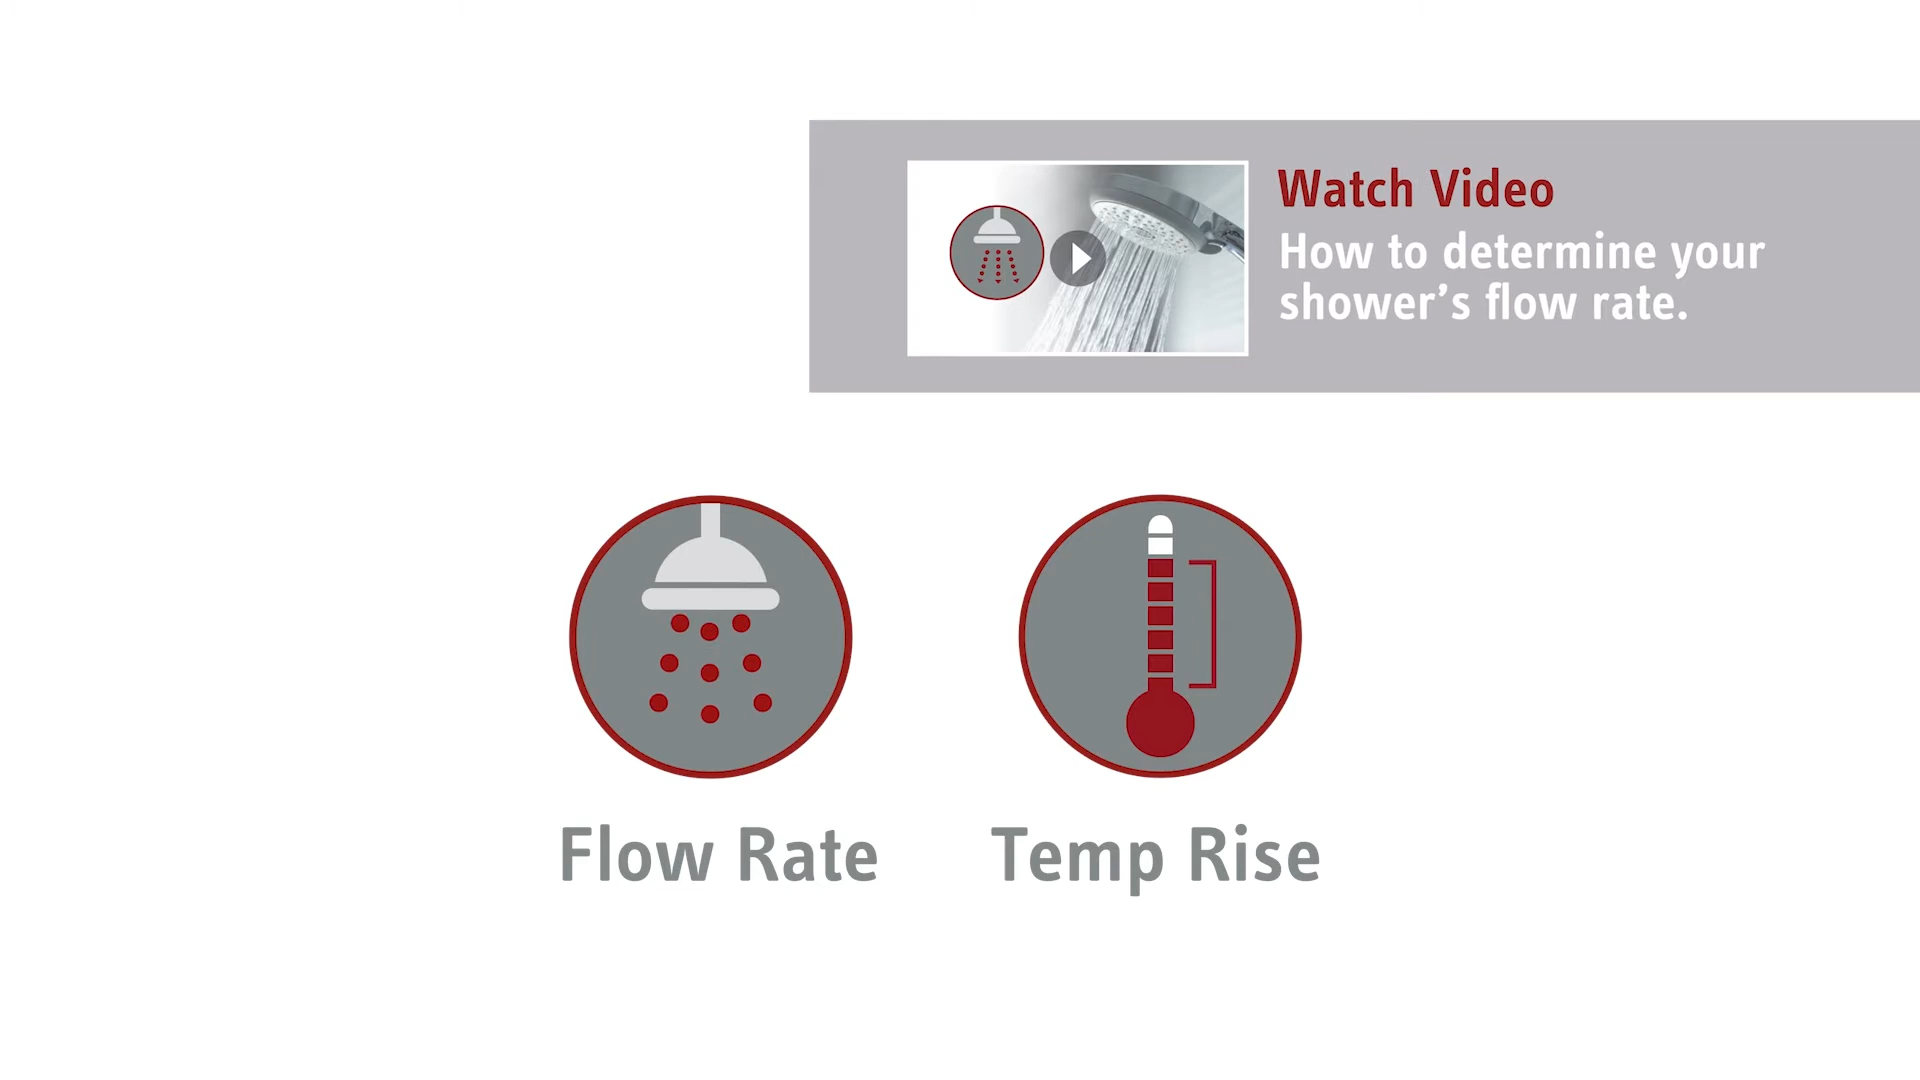 Watch Video
How to determine your
shower’s flow rate.
Flow Rate
Temp Rise